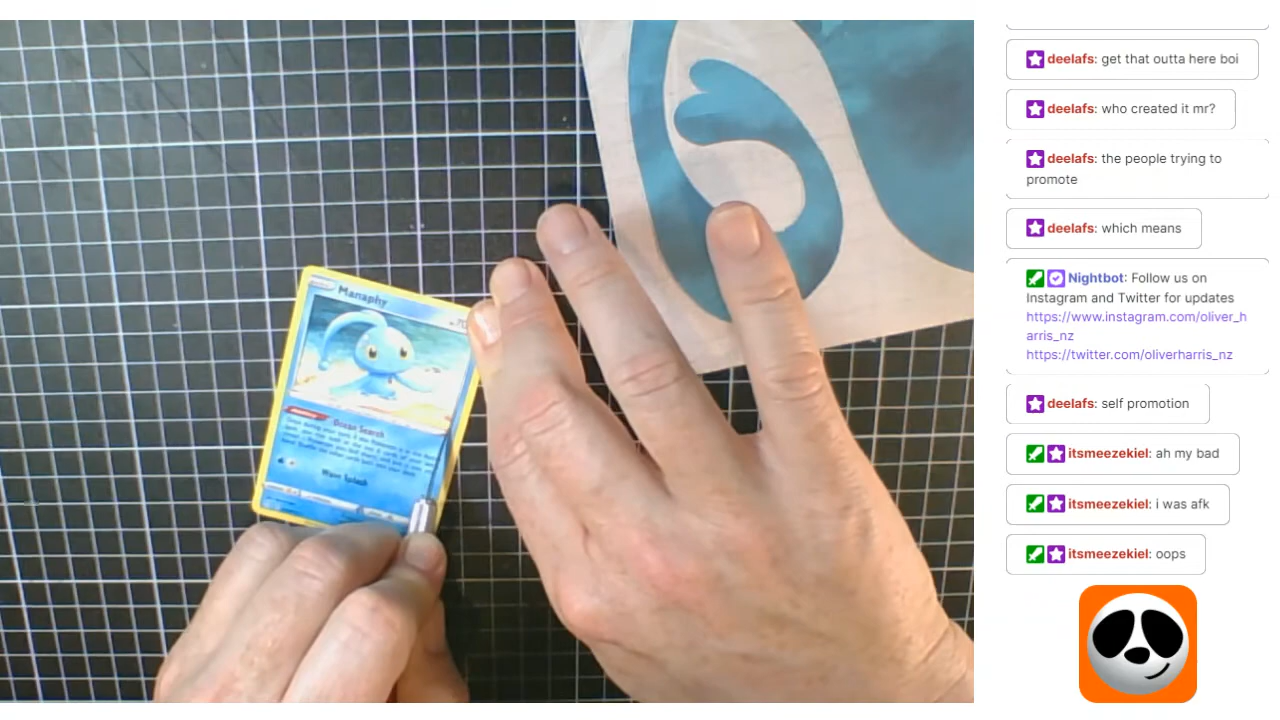 Manaphy
70
Ocean Search
Wave Splash
deelafs: get that outta here boi
deelafs: who created it mr?
deelafs: the people trying to
promote
deelafs: which means
Nightbot: Follow us on
Instagram and Twitter for updates
https://www.instagram.com/oliver_h
arris_nz
https://twitter.com/oliverharris_nz
deelafs: self promotion
itsmeezekiel: ah my bad
itsmeezekiel: i was afk
itsmeezekiel: oops